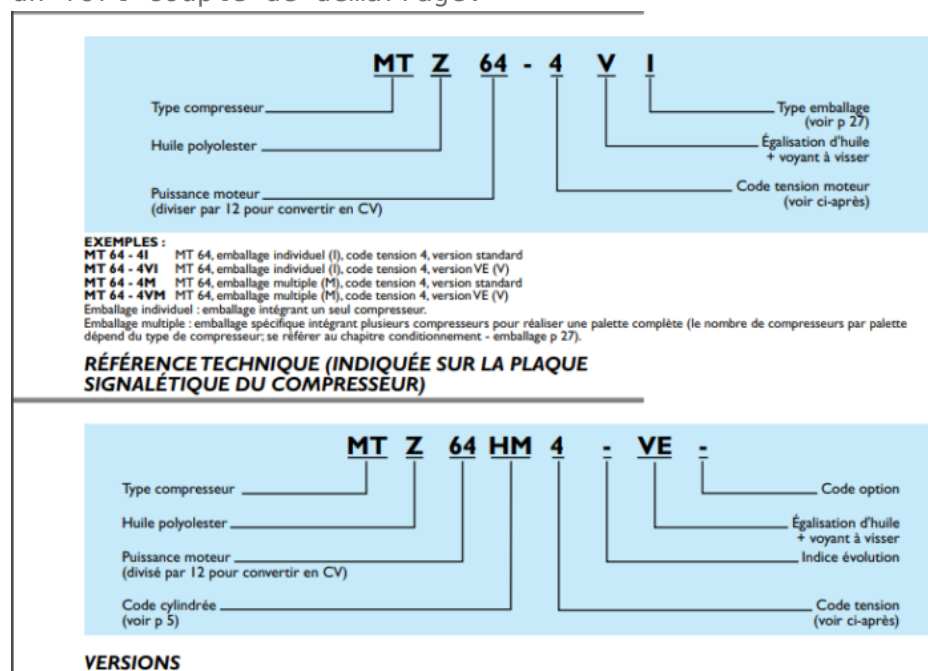 un fort couple de démarrage.
MT Z 64 - 4 V I
Type compresseur
Type emballage
(voir p 27)
Huile polyolester
Égalisation d'huile
+ voyant à visser
Puissance moteur
(diviser par 12 pour convertir en CV)
Code tension moteur
(voir ci-après)
EXEMPLES :
MT 64 - 4I MT 64, emballage individuel (I), code tension 4, version standard
MT 64 - 4VI MT 64, emballage individuel (I), code tension 4, version VE (V)
MT 64 - 4M MT 64, emballage multiple (M), code tension 4, version standard
MT 64 - 4VM MT 64, emballage multiple (M), code tension 4, version VE (V)
Emballage individuel : emballage intégrant un seul compresseur.
Emballage multiple : emballage spécifique intégrant plusieurs compresseurs pour réaliser une palette complète (le nombre de compresseurs par palette
dépend du type de compresseur; se référer au chapitre conditionnement - emballage p 27).
RÉFÉRENCE TECHNIQUE (INDIQUÉE SUR LA PLAQUE
SIGNALÉTIQUE DU COMPRESSEUR)
MT Z 64 HM 4 - VE -
Type compresseur
Code option
Huile polyolester
Égalisation d'huile
+ voyant à visser
Puissance moteur
(divisé par 12 pour convertir en CV)
Indice évolution
Code cylindrée
(voir p 5)
Code tension
(voir ci-après)
VERSIONS